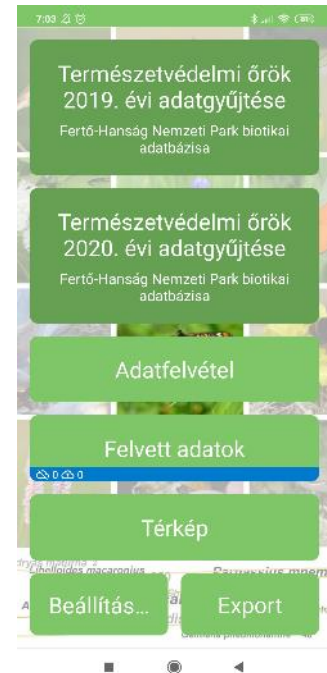 7:03
Természetvédelmi őrök
2019. évi adatgyűjtése
Fertő-Hanság Nemzeti Park biotikai
adatbázisa
Természetvédelmi őrök
2020. évi adatgyűjtése
Fertő-Hanság Nemzeti Park biotikai
adatbázisa
Adatfelvétel
Felvett adatok
0 0
Térkép
Libelloides macaronius
Beállítás... Export